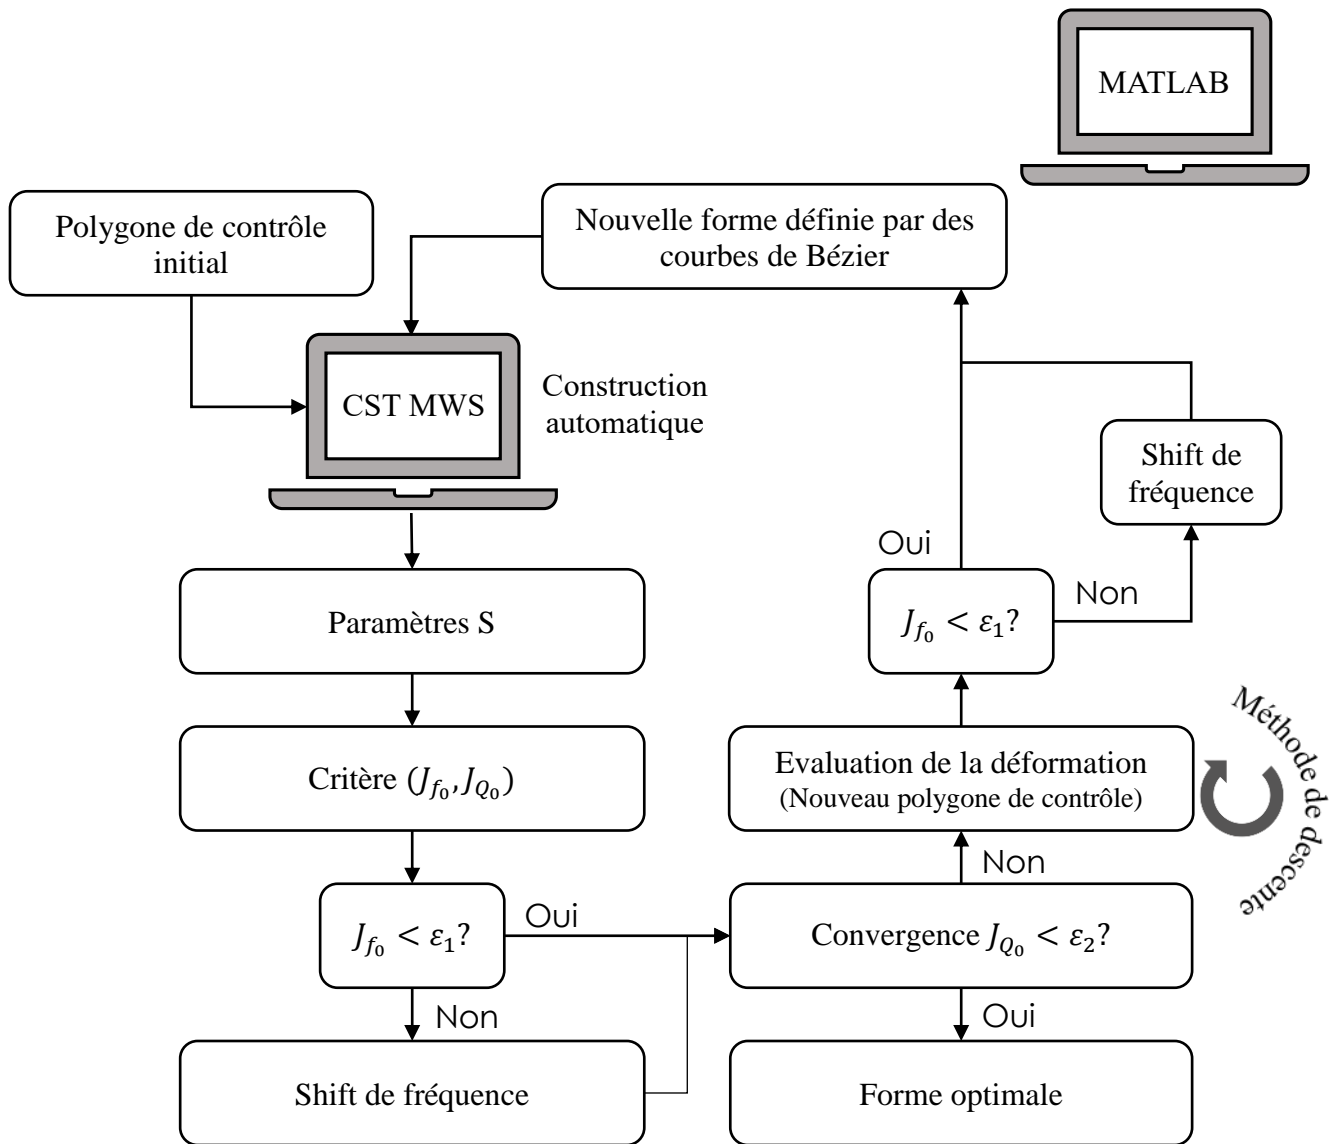 MATLAB
Polygone de contrôle
initial
Nouvelle forme définie par des
courbes de Bézier
CST MWS
Construction
automatique
Shift de
fréquence
Oui
Non
J_{f_0} < ε_1?
Paramètres S
Critère (J_{f_0}, J_{Q_0})
Evaluation de la déformation
(Nouveau polygone de contrôle)
Méthode de descente
Non
J_{f_0} < ε_1?
Oui
Convergence J_{Q_0} < ε_2?
Non
Oui
Shift de fréquence
Forme optimale